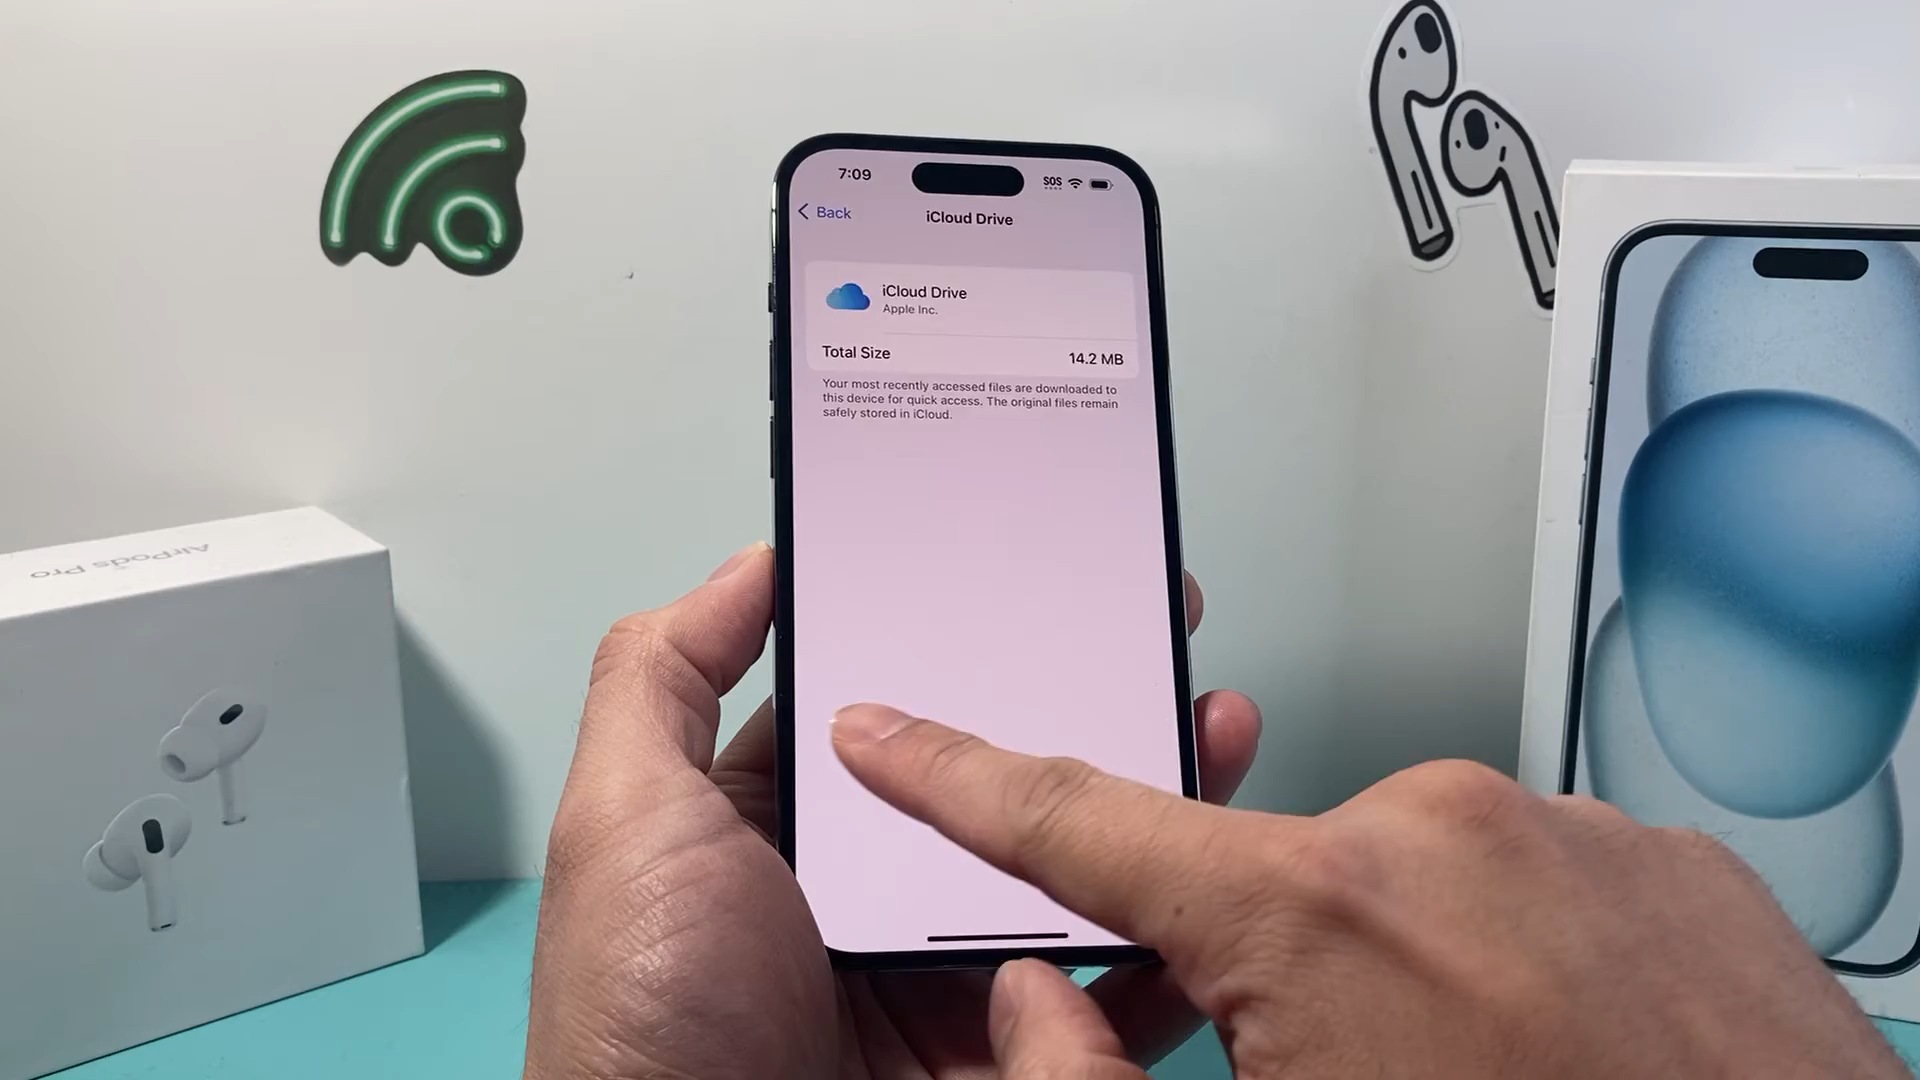 7:09
SOS
Back
iCloud Drive
iCloud Drive
Apple Inc.
Total Size
14.2 MB
Your most recently accessed files are downloaded to
this device for quick access. The original files remain
safely stored in iCloud.
AirPods Pro